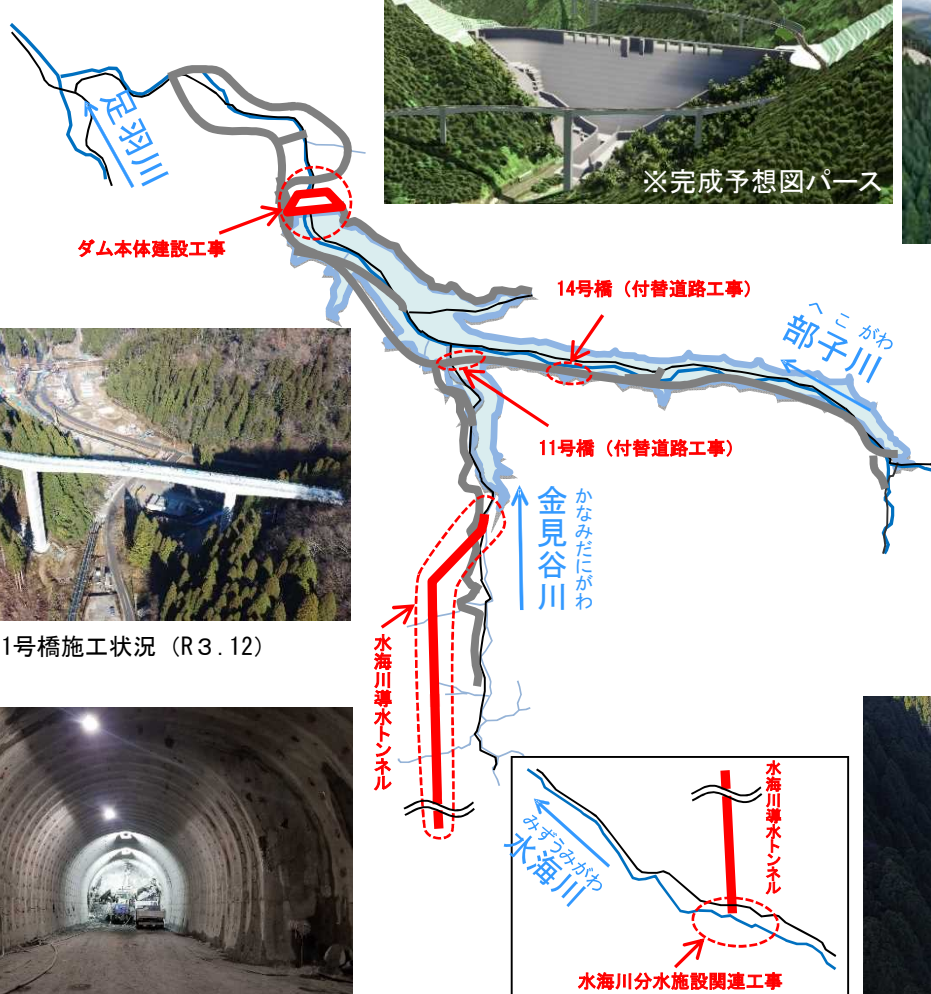 ※完成予想図パース
足羽川
ダム本体建設工事
14号橋（付替道路工事）
へこがわ
部子川
11号橋（付替道路工事）
かなみだにがわ
金見谷川
1号橋施工状況（R３.12）
水海川導水トンネル
水海川導水トンネル
みずうみがわ
水海川
水海川分水施設関連工事